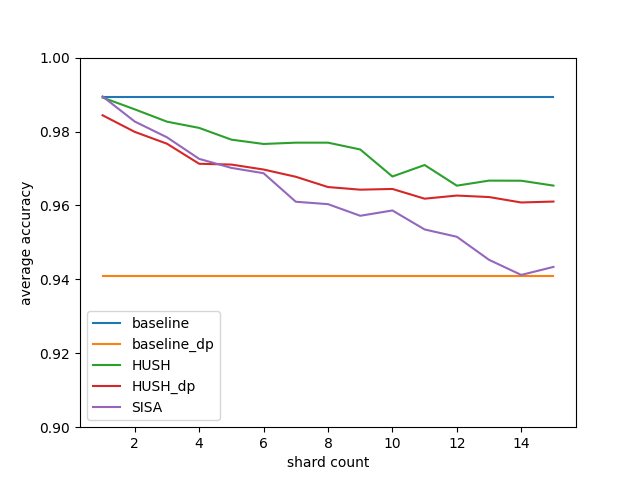 1.00
0.98
0.96
0.94
0.92
0.90
average accuracy
baseline
baseline_dp
HUSH
HUSH_dp
SISA
2 4 6 8 10 12 14
shard count